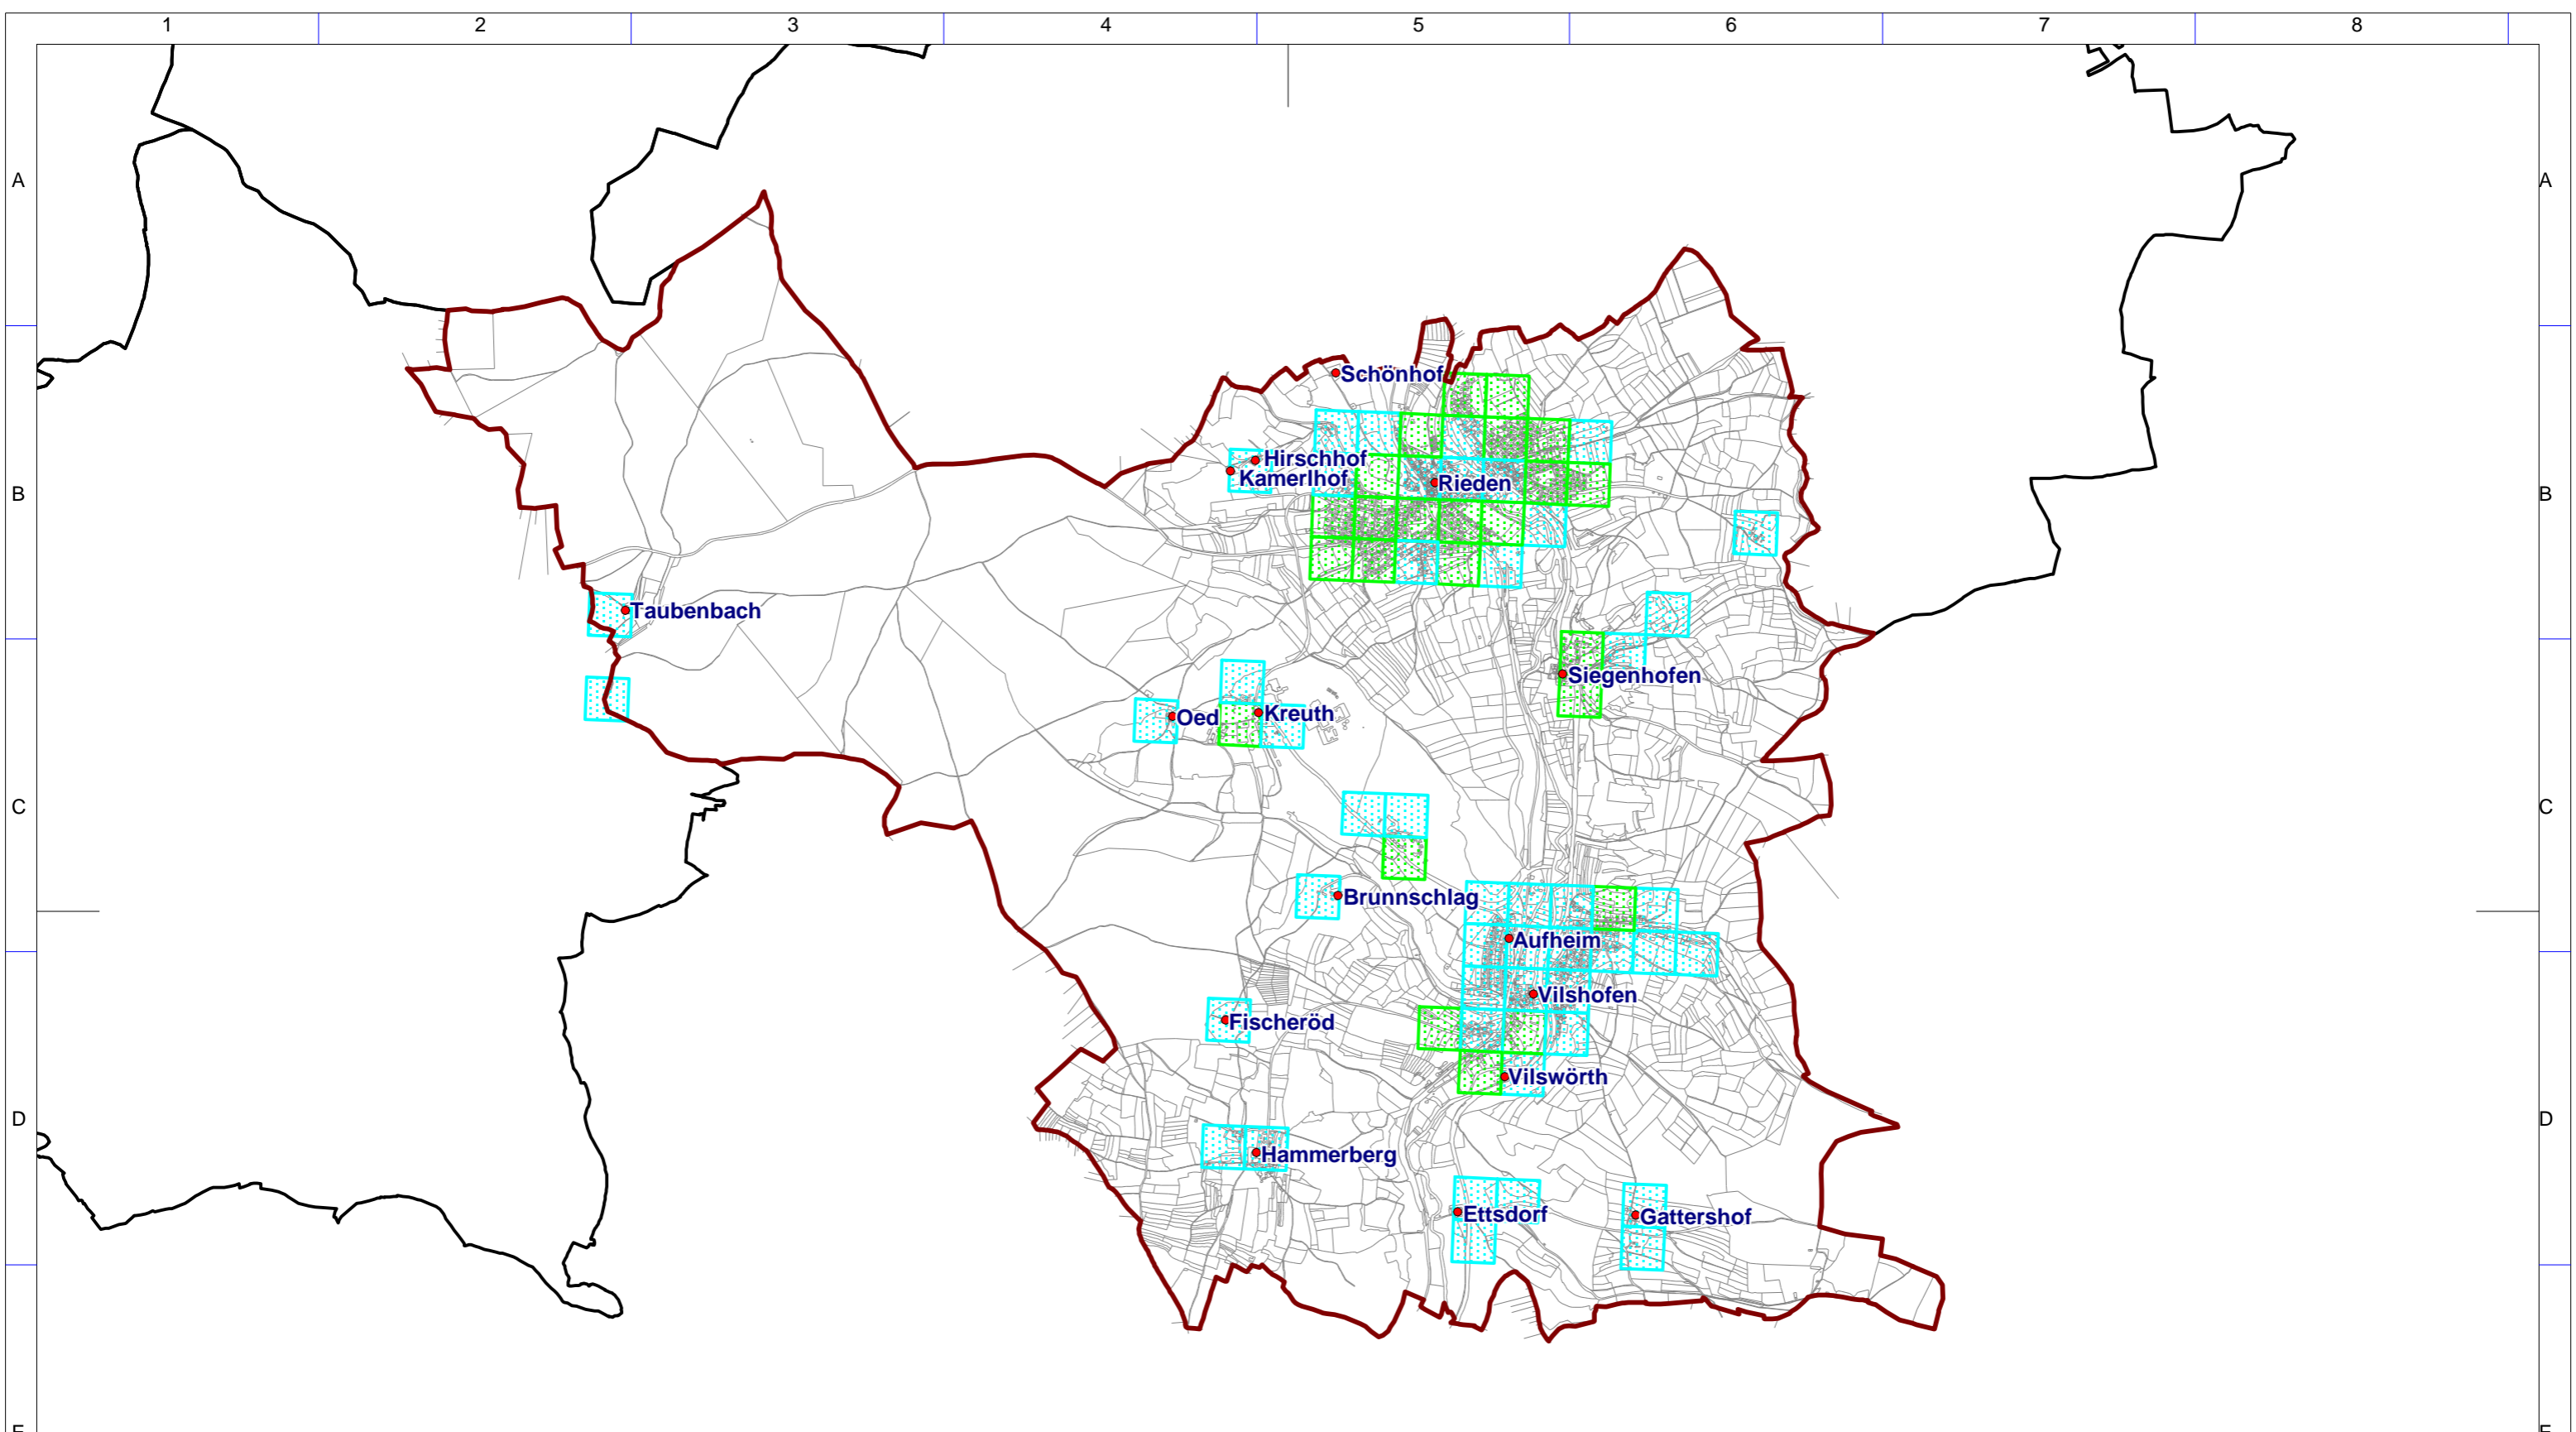 1 2 3 4 5 6 7 8
A A
Schönhof
Hirschhof
Kamerlhof
Rieden
B B
Taubenbach
Siegenhofen
Oed Kreuth
C C
Brunnschlag
Aufheim
Vilshofen
Fischeröd
Vilswörth
D D
Hammerberg
Ettsdorf Gattershof